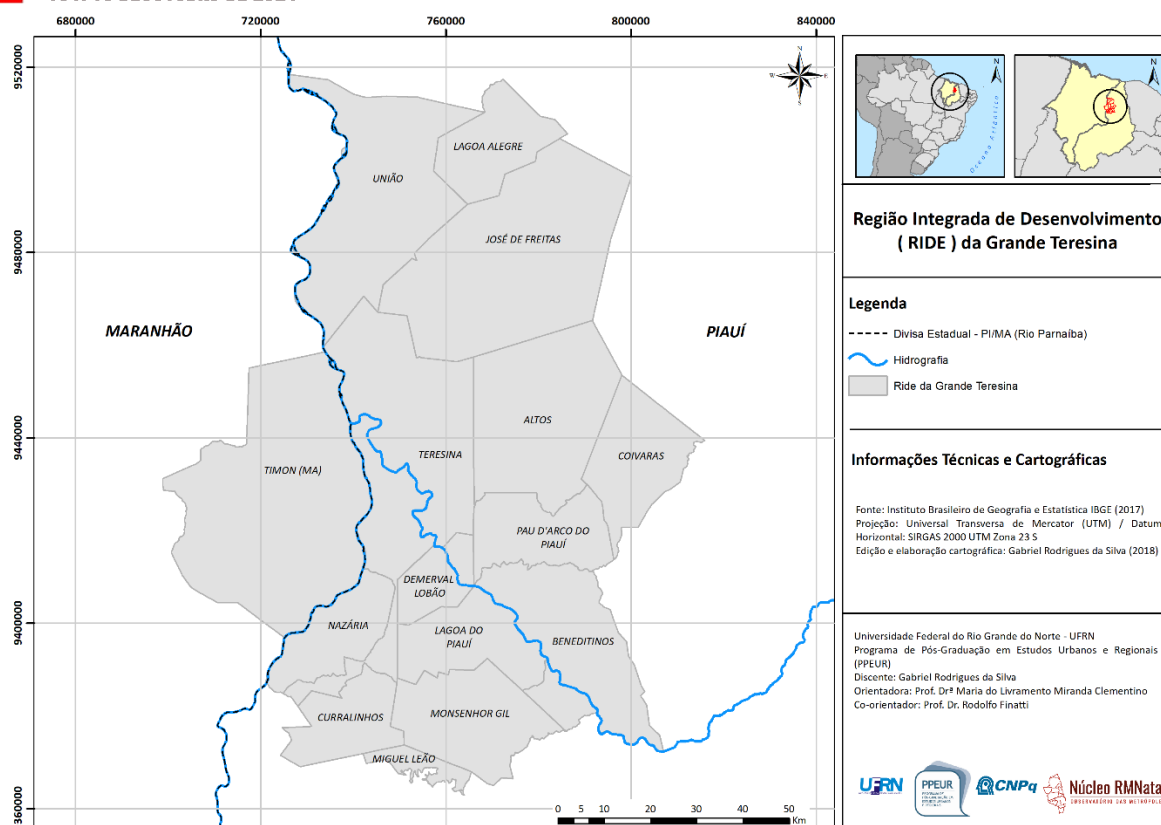 680000
720000
760000
800000
840000
9520000
9480000
9440000
9400000
LAGOA ALEGRE
UNIÃO
JOSÉ DE FREITAS
MARANHÃO
PIAUÍ
ALTOS
TERESINA
COIVARAS
TIMON (MA)
PAU D'ARCO DO
PIAUÍ
DEMERVAL
LOBÃO
NAZÁRIA
LAGOA DO
PIAUÍ
BENEDITINOS
CURRALINHOS
MONSENHOR GIL
MIGUEL LEÃO
0 5 10 20 30 40 50
Km
N
W E
S
N
N
Oceano Atlântico
Região Integrada de Desenvolvimento
( RIDE ) da Grande Teresina
Legenda
Divisa Estadual - PI/MA (Rio Parnaíba)
Hidrografia
Ride da Grande Teresina
Informações Técnicas e Cartográficas
Fonte: Instituto Brasileiro de Geografia e Estatística IBGE (2017)
Projeção: Universal Transversa de Mercator (UTM) / Datum
Horizontal: SIRGAS 2000 UTM Zona 23 S
Edição e elaboração cartográfica: Gabriel Rodrigues da Silva (2018)
Universidade Federal do Rio Grande do Norte - UFRN
Programa de Pós-Graduação em Estudos Urbanos e Regionais
(PPEUR)
Discente: Gabriel Rodrigues da Silva
Orientadora: Prof. Drª Maria do Livramento Miranda Clementino
Co-orientador: Prof. Dr. Rodolfo Finatti
UFRN
PPEUR
CNPq
Núcleo RMNata
OBSERVATÓRIO DAS METRÓPOLE